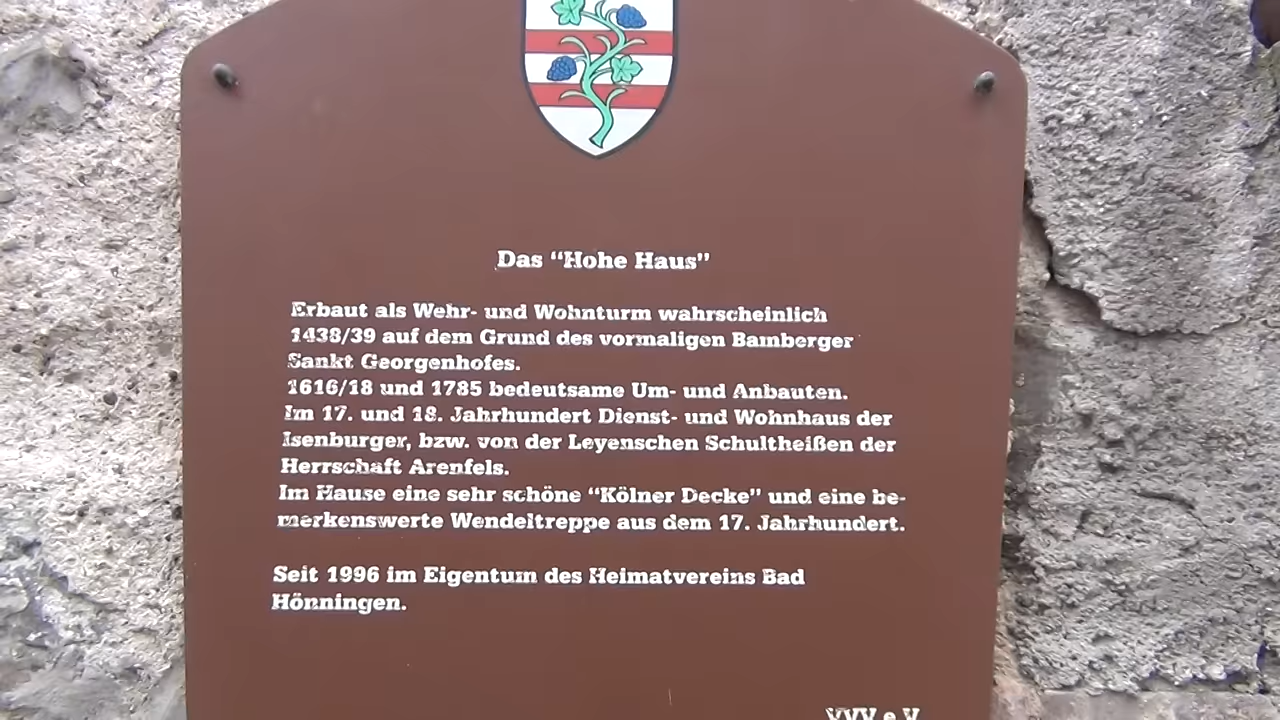 Das “Hohe Haus”
Erbaut als Wehr- und Wohnturm wahrscheinlich
1438/39 auf dem Grund des vormaligen Bamberger
Sankt Georgenhofes.
1616/18 und 1785 bedeutsame Um- und Anbauten.
Im 17. und 18. Jahrhundert Dienst- und Wohnhaus der
Isenburger, bzw. von der Leyenschen Schultheißen der
Herrschaft Arenfels.
Im Hause eine sehr schöne “Kölner Decke” und eine be-
merkenswerte Wendeltreppe aus dem 17. Jahrhundert.
Seit 1996 im Eigentum des Heimatvereins Bad
Hönningen.
VVV e.V.